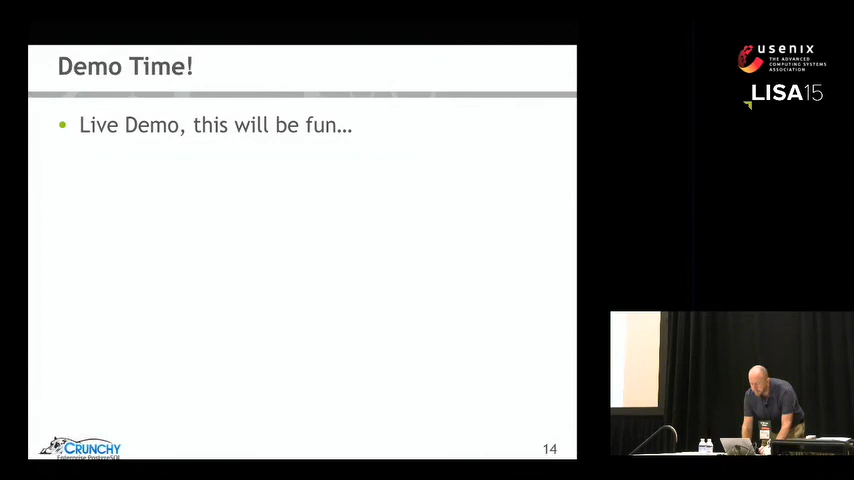 Demo Time!
• Live Demo, this will be fun…
CRUNCHY
Enterprise PostgreSQL
14
usenix
THE ADVANCED
COMPUTING SYSTEMS
ASSOCIATION
LISA15